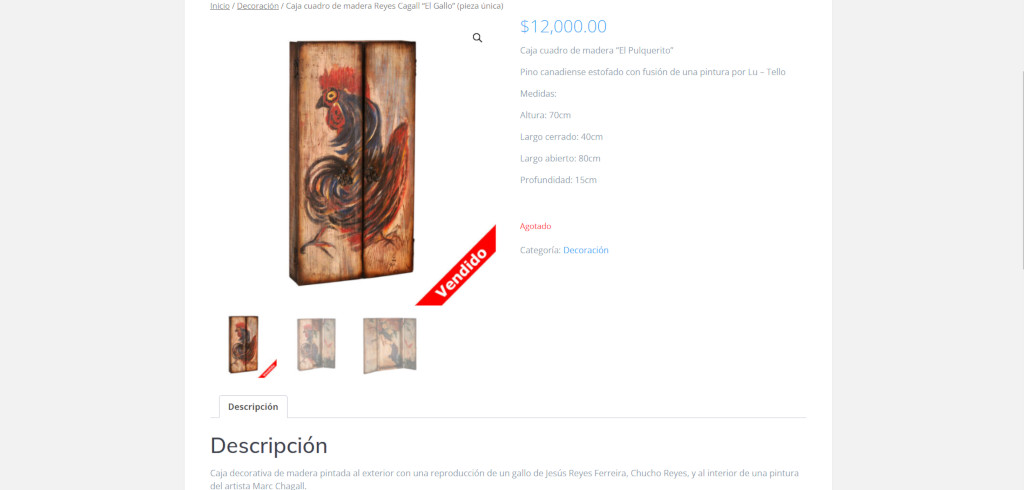 Inicio / Decoración / Caja cuadro de madera Reyes Cagall “El Gallo” (pieza única)
$12,000.00
Caja cuadro de madera “El Pulquerito”
Pino canadiense estofado con fusión de una pintura por Lu – Tello
Medidas:
Altura: 70cm
Largo cerrado: 40cm
Largo abierto: 80cm
Profundidad: 15cm
Agotado
Categoría: Decoración
Vendido
Vendido
Descripción
Descripción
Caja decorativa de madera pintada al exterior con una reproducción de un gallo de Jesús Reyes Ferreira, Chucho Reyes, y al interior de una pintura
del artista Marc Chagall.